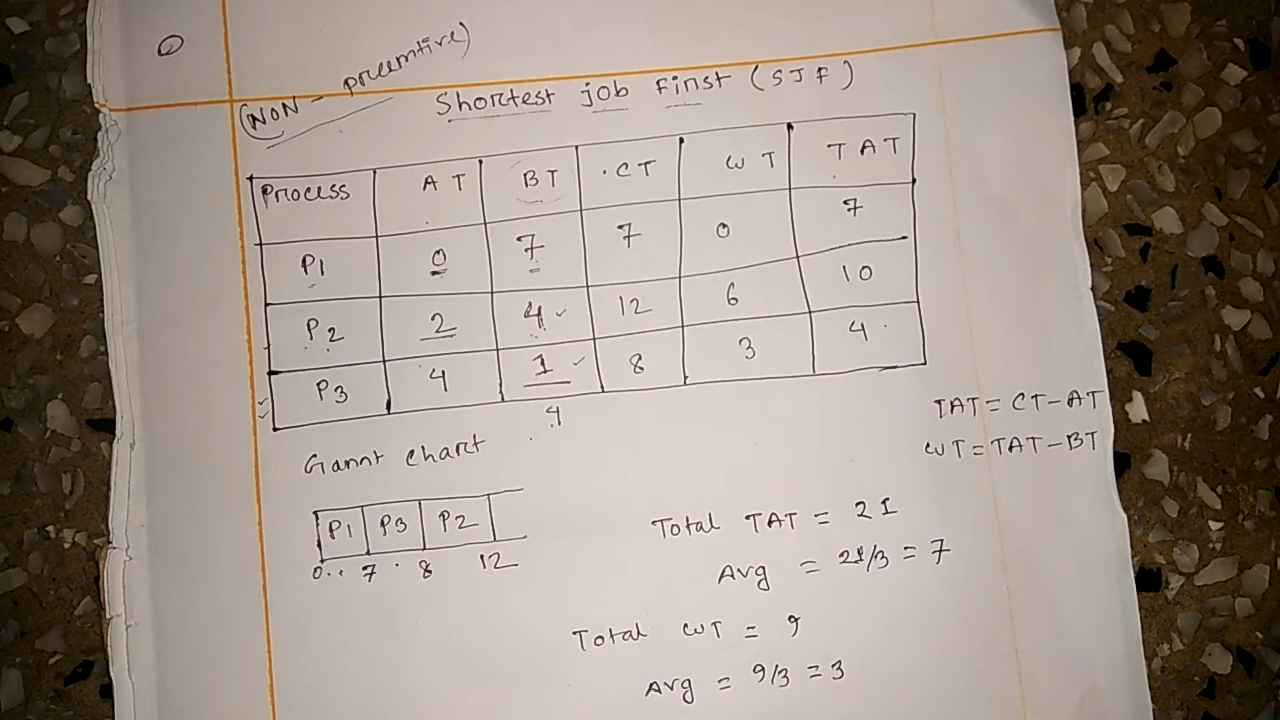 (NON - preemtive)
Shortest job First (SJF)
Process AT BT .CT WT TAT
P1 0 7 7 0 7
P2 2 4 12 6 10
P3 4 1 8 3 4
4
TAT = CT-AT
WT = TAT-BT
Gannt chart
P1 P3 P2
0 7 8 12
Total TAT = 21
Avg = 21/3 = 7
Total WT = 9
Avg = 9/3 = 3